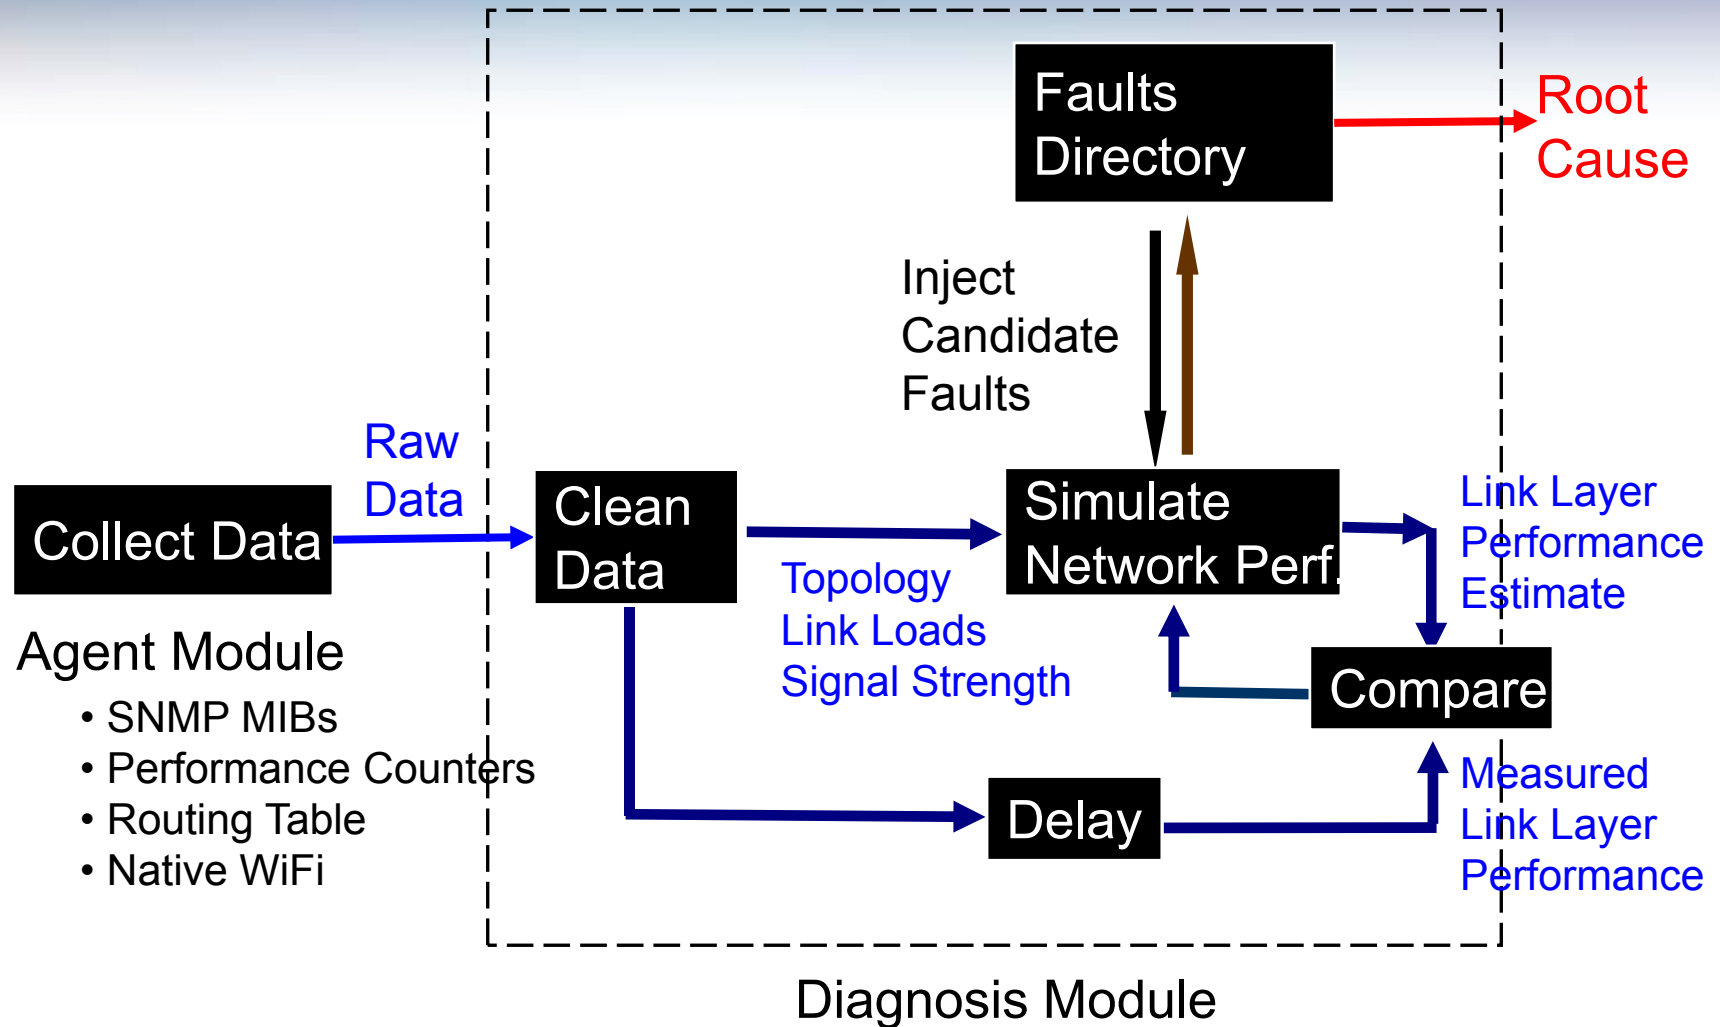 Faults
Directory
Root
Cause
Inject
Candidate
Faults
Raw
Data
Collect Data
Clean
Data
Simulate
Network Perf.
Link Layer
Performance
Estimate
Topology
Link Loads
Signal Strength
Agent Module
• SNMP MIBs
• Performance Counters
• Routing Table
• Native WiFi
Compare
Delay
Measured
Link Layer
Performance
Diagnosis Module